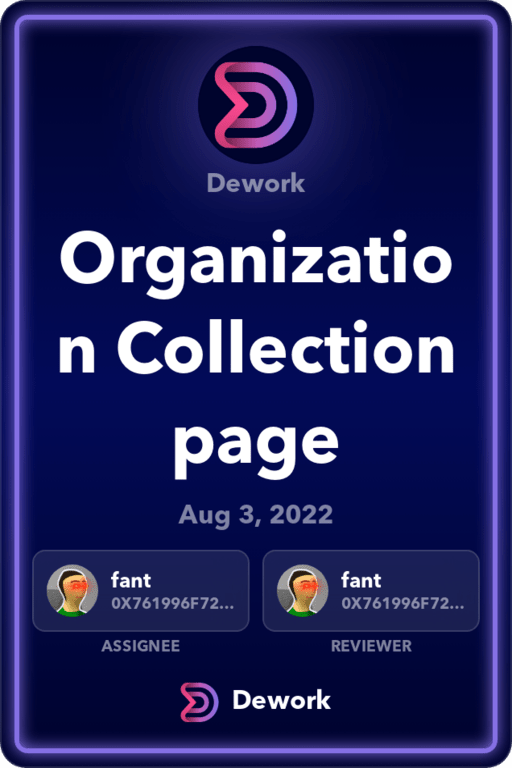 Dework
Organizatio
n Collection
page
Aug 3, 2022
fant
0X761996F72...
fant
0X761996F72...
ASSIGNEE
REVIEWER
Dework